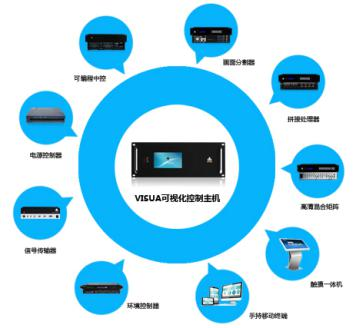 可编程中控
画面分割器
拼接处理器
电源控制器
VISUA可视化控制主机
高清混合矩阵
信号传输器
触摸一体机
环境控制器
手持移动终端